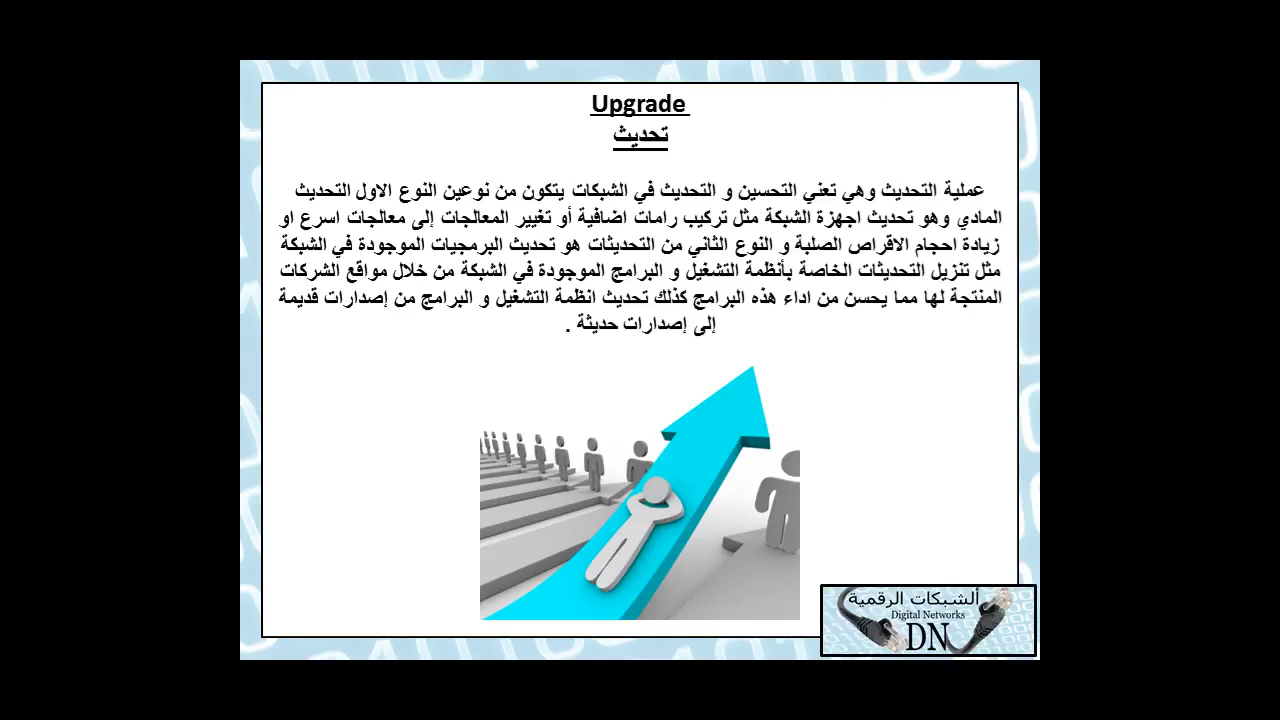 Upgrade
تحديث
عملية التحديث وهي تعني التحسين و التحديث في الشبكات يتكون من نوعين النوع الاول التحديث
المادي وهو تحديث اجهزة الشبكة مثل تركيب رامات اضافية أو تغيير المعالجات إلى معالجات اسرع او
زيادة احجام الاقراص الصلبة و النوع الثاني من التحديثات هو تحديث البرمجيات الموجودة في الشبكة
مثل تنزيل التحديثات الخاصة بأنظمة التشغيل و البرامج الموجودة في الشبكة من خلال مواقع الشركات
المنتجة لها مما يحسن من اداء هذه البرامج كذلك تحديث انظمة التشغيل و البرامج من إصدارات قديمة
إلى إصدارات حديثة .
ألشبكات الرقمية
Digital Networks
DN